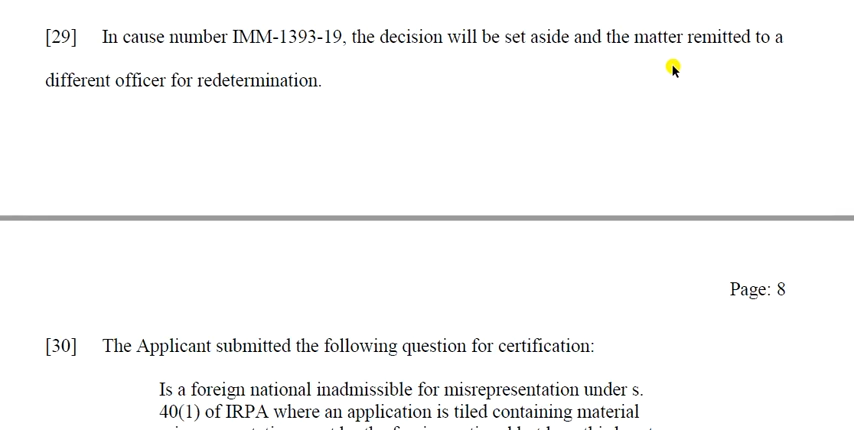 [29] In cause number IMM-1393-19, the decision will be set aside and the matter remitted to a
different officer for redetermination.
Page: 8
[30] The Applicant submitted the following question for certification:
Is a foreign national inadmissible for misrepresentation under s.
40(1) of IRPA where an application is tiled containing material